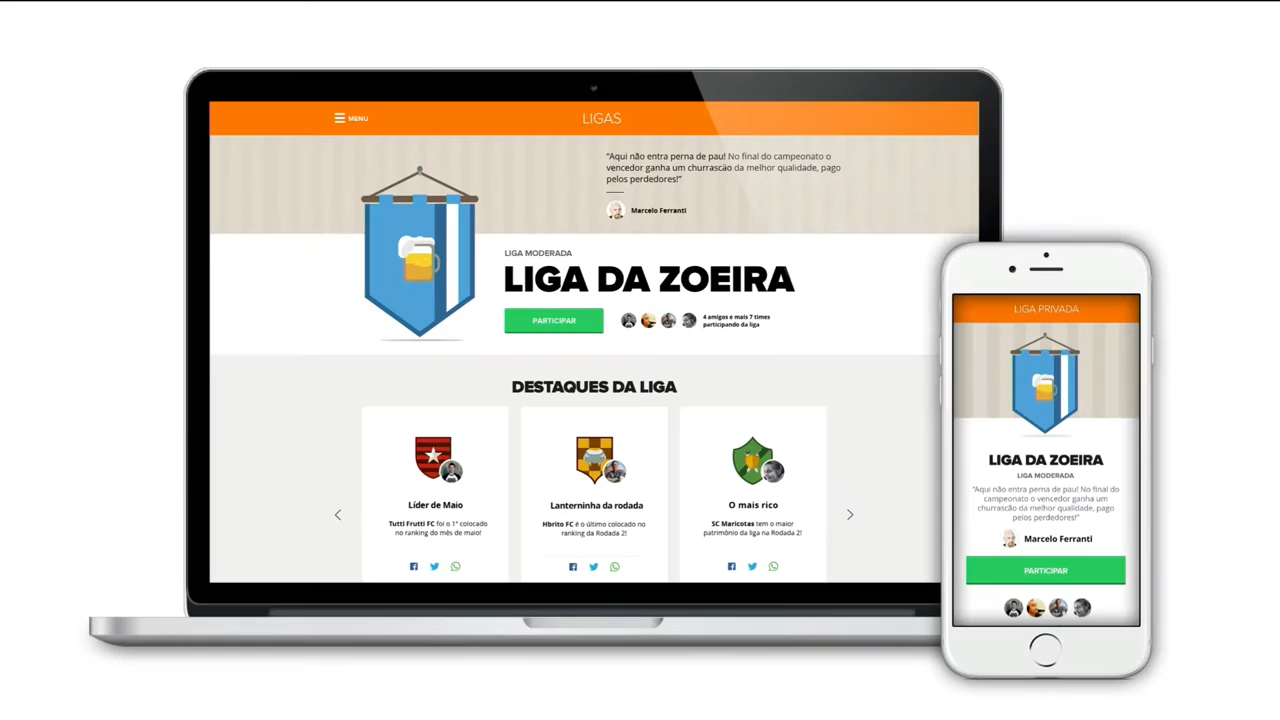 MENU
LIGAS
“Aqui não entra perna de pau! No final do campeonato o
vencedor ganha um churrascão da melhor qualidade, pago
pelos perdedores!”
Marcelo Ferranti
LIGA MODERADA
LIGA DA ZOEIRA
PARTICIPAR
4 amigos e mais 7 times
participando da liga
DESTAQUES DA LIGA
Líder de Maio
Tutti Frutti FC foi o 1º colocado
no ranking do mês de maio!
Lanterninha da rodada
Hbrito FC é o último colocado no
ranking da Rodada 2!
O mais rico
SC Maricotas tem o maior
patrimônio da liga na Rodada 2!
LIGA PRIVADA
LIGA DA ZOEIRA
LIGA MODERADA
“Aqui não entra perna de pau! No final do
campeonato o vencedor ganha um
churrascão da melhor qualidade, pago
pelos perdedores!”
Marcelo Ferranti
PARTICIPAR